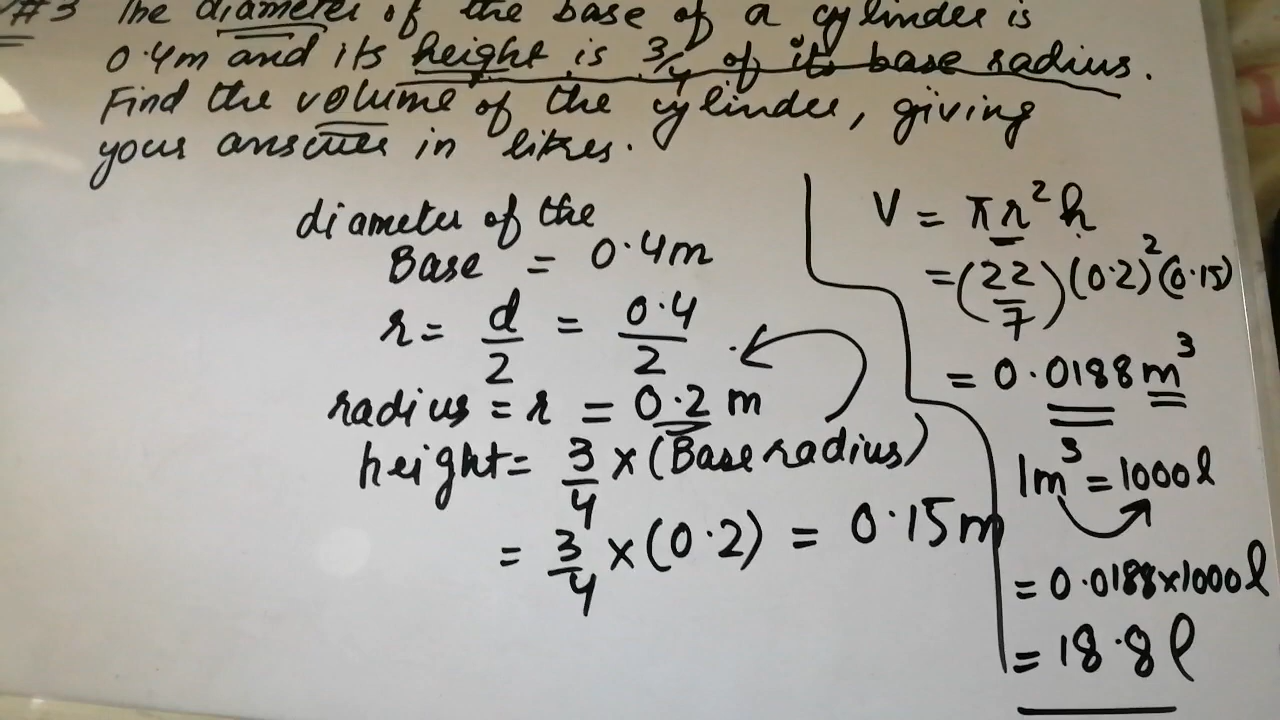 #3 The diameter of the base of a cylinder is
0.4m and its height is 3/4 of its base radius.
Find the volume of the cylinder, giving
your answer in litres.
diameter of the
Base = 0.4m
r = d/2 = 0.4/2
radius = r = 0.2 m
height = 3/4 × (Base radius)
= 3/4 × (0.2) = 0.15m
V = πr²h
= (22/7)(0.2)²(0.15)
= 0.0188 m³
1m³ = 1000l
= 0.0188×1000l
= 18.8l